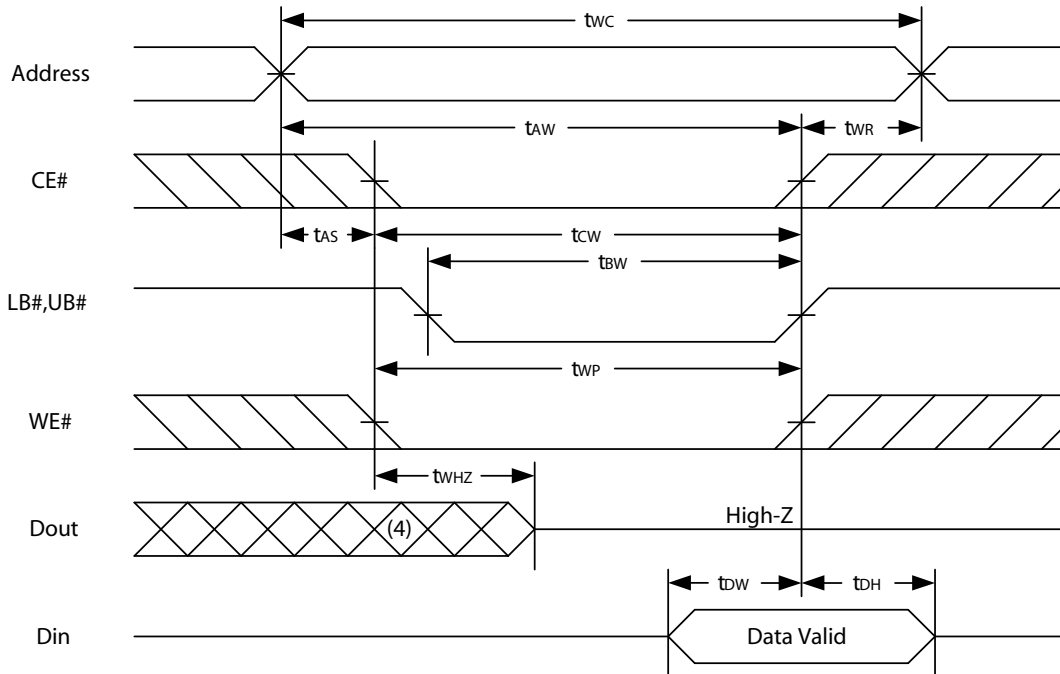 tWC
Address
tAW
tWR
CE#
tAS
tCW
tBW
LB#,UB#
tWP
WE#
tWHZ
Dout
(4)
High-Z
tDW
tDH
Din
Data Valid